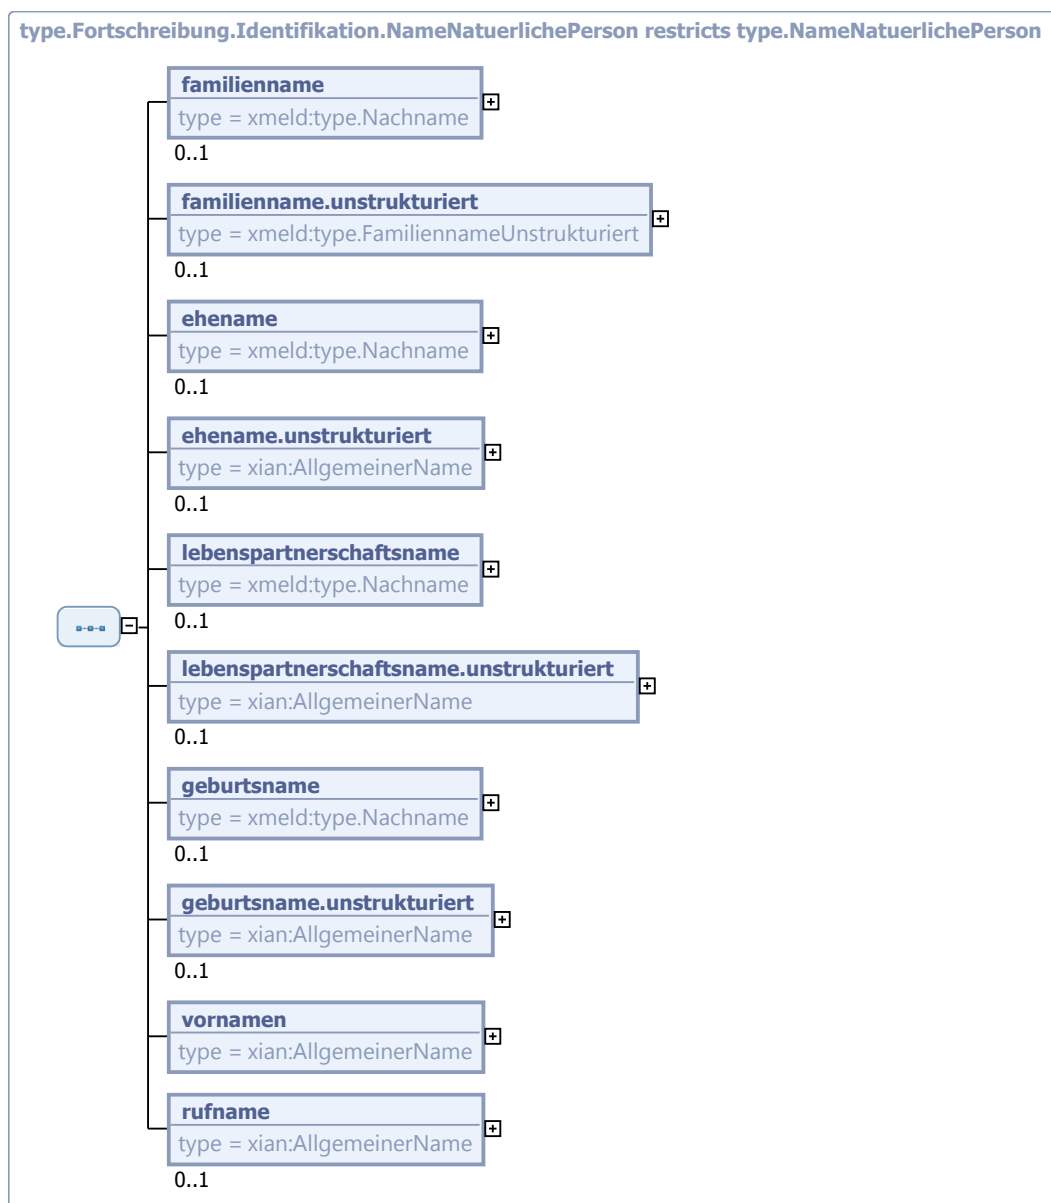 type.Fortschreibung.Identifikation.NameNatuerlichePerson restricts type.NameNatuerlichePerson
familienname
type = xmeld:type.Nachname
0..1
familienname.unstrukturiert
type = xmeld:type.FamiliennameUnstrukturiert
0..1
ehename
type = xmeld:type.Nachname
0..1
ehename.unstrukturiert
type = xian:AllgemeinerName
0..1
lebenspartnerschaftsname
type = xmeld:type.Nachname
0..1
lebenspartnerschaftsname.unstrukturiert
type = xian:AllgemeinerName
0..1
geburtsname
type = xmeld:type.Nachname
0..1
geburtsname.unstrukturiert
type = xian:AllgemeinerName
0..1
vornamen
type = xian:AllgemeinerName
rufname
type = xian:AllgemeinerName
0..1